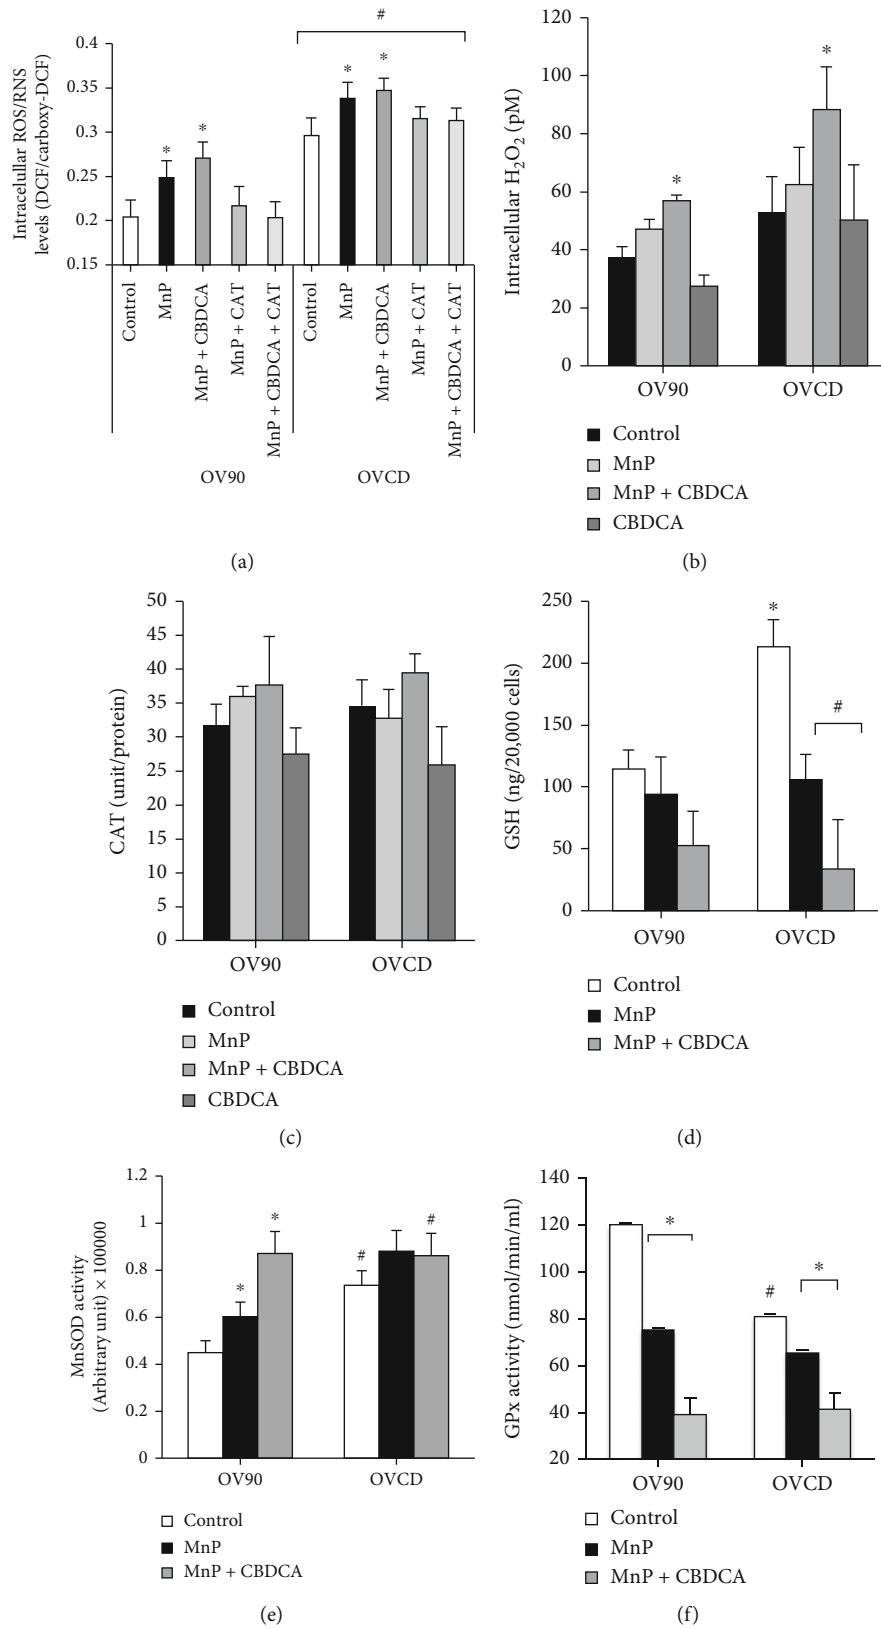 Intracelullar ROS/RNS
levels (DCF/carboxy-DCF)
0.4
0.35
0.3
0.25
0.2
0.15
#
* * * *
Control
MnP
MnP + CBDCA
MnP + CAT
MnP + CBDCA + CAT
Control
MnP
MnP + CBDCA
MnP + CAT
MnP + CBDCA + CAT
OV90 OVCD
(a)
Intracellular H₂O₂ (pM)
120
100
80
60
40
20
0
* *
OV90 OVCD
Control
MnP
MnP + CBDCA
CBDCA
(b)
CAT (unit/protein)
50
45
40
35
30
25
20
15
10
5
0
OV90 OVCD
Control
MnP
MnP + CBDCA
CBDCA
(c)
GSH (ng/20,000 cells)
250
200
150
100
50
0
* #
OV90 OVCD
Control
MnP
MnP + CBDCA
(d)
MnSOD activity
(Arbitrary unit) × 100000
1.2
1
0.8
0.6
0.4
0.2
0
* * # #
OV90 OVCD
Control
MnP
MnP + CBDCA
(e)
GPx activity (nmol/min/ml)
140
120
100
80
60
40
20
* # *
OV90 OVCD
Control
MnP
MnP + CBDCA
(f)